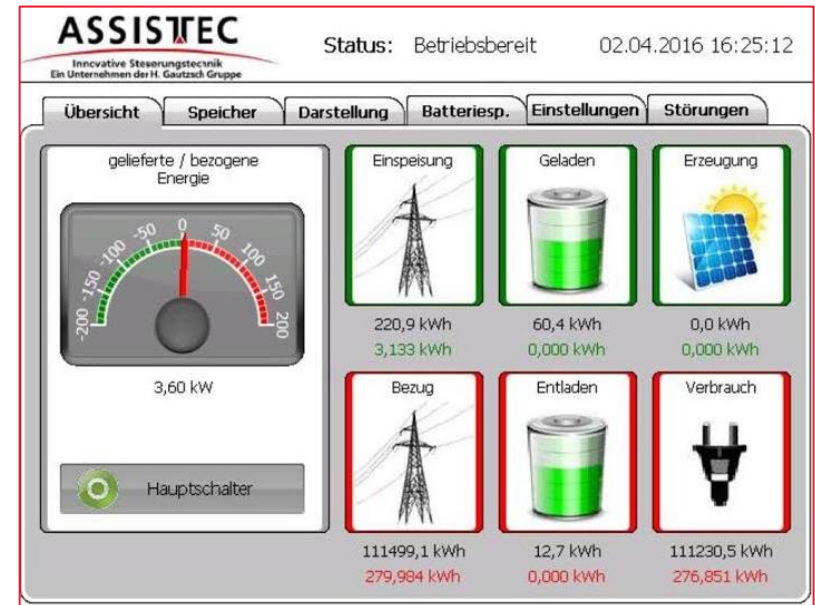 ASSISTEC
Innovative Steuerungstechnik
Ein Unternehmen der H. Gautzsch Gruppe
Status: Betriebsbereit 02.04.2016 16:25:12
Übersicht Speicher Darstellung Batteriesp. Einstellungen Störungen
gelieferte / bezogene
Energie
-200 -150 -100 -50 0 50 100 150 200
3,60 kW
Hauptschalter
Einspeisung Geladen Erzeugung
220,9 kWh 60,4 kWh 0,0 kWh
3,133 kWh 0,000 kWh 0,000 kWh
Bezug Entladen Verbrauch
111499,1 kWh 12,7 kWh 111230,5 kWh
279,984 kWh 0,000 kWh 276,851 kWh